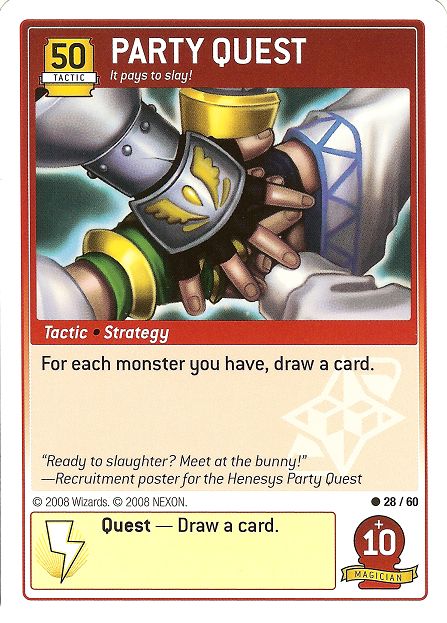 50
TACTIC
PARTY QUEST
It pays to slay!
Tactic • Strategy
For each monster you have, draw a card.
“Ready to slaughter? Meet at the bunny!”
—Recruitment poster for the Henesys Party Quest
© 2008 Wizards. © 2008 NEXON.
● 28 / 60
Quest — Draw a card.
+
10
MAGICIAN